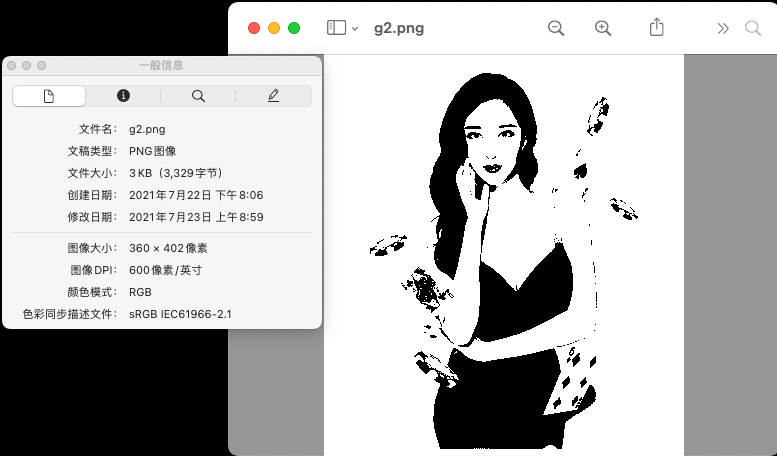 g2.png
一般信息
文件名： g2.png
文稿类型： PNG图像
文件大小： 3 KB（3,329字节）
创建日期： 2021年7月22日 下午8:06
修改日期： 2021年7月23日 上午8:59
图像大小： 360 × 402像素
图像DPI： 600像素/英寸
颜色模式： RGB
色彩同步描述文件： sRGB IEC61966-2.1
6